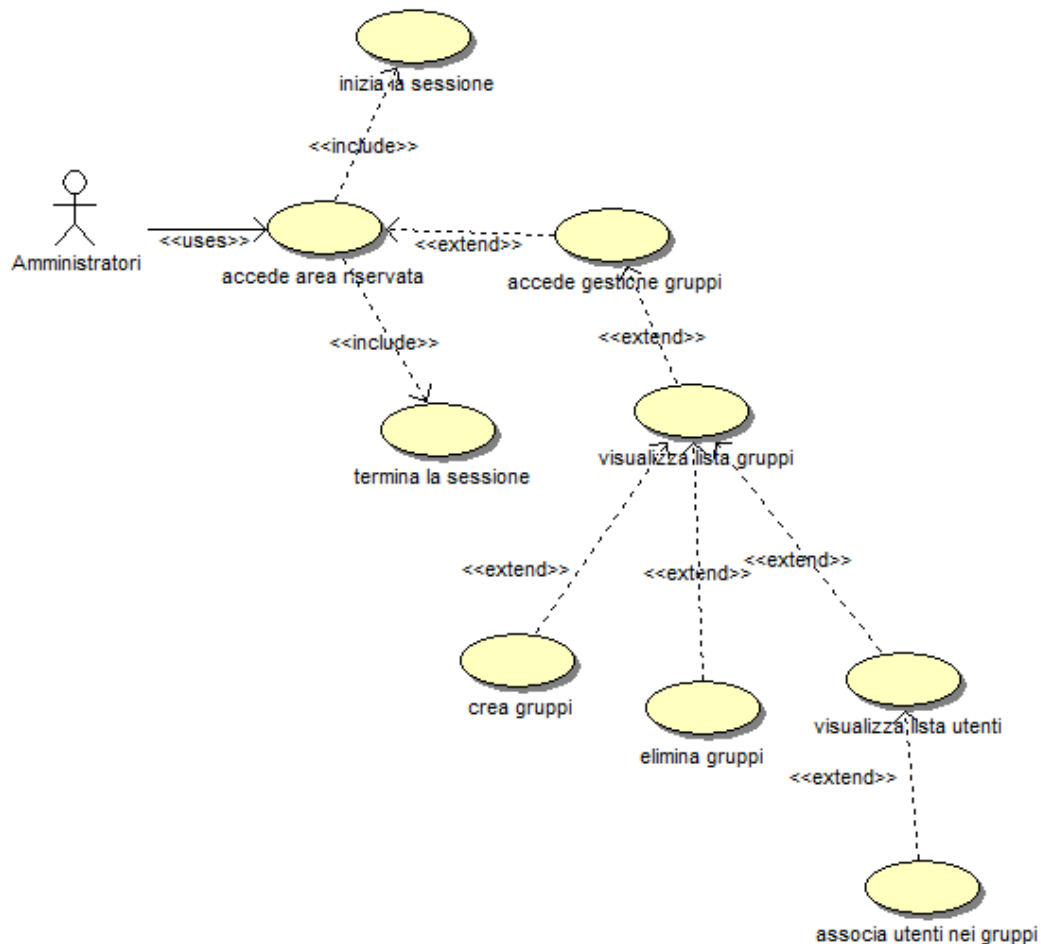 inizia la sessione
<<include>>
<<uses>>
<<extend>>
Amministratori
accede area riservata
accede gestione gruppi
<<include>>
<<extend>>
visualizza lista gruppi
termina la sessione
<<extend>>
<<extend>>
<<extend>>
crea gruppi
visualizza lista utenti
elimina gruppi
<<extend>>
associa utenti nei gruppi